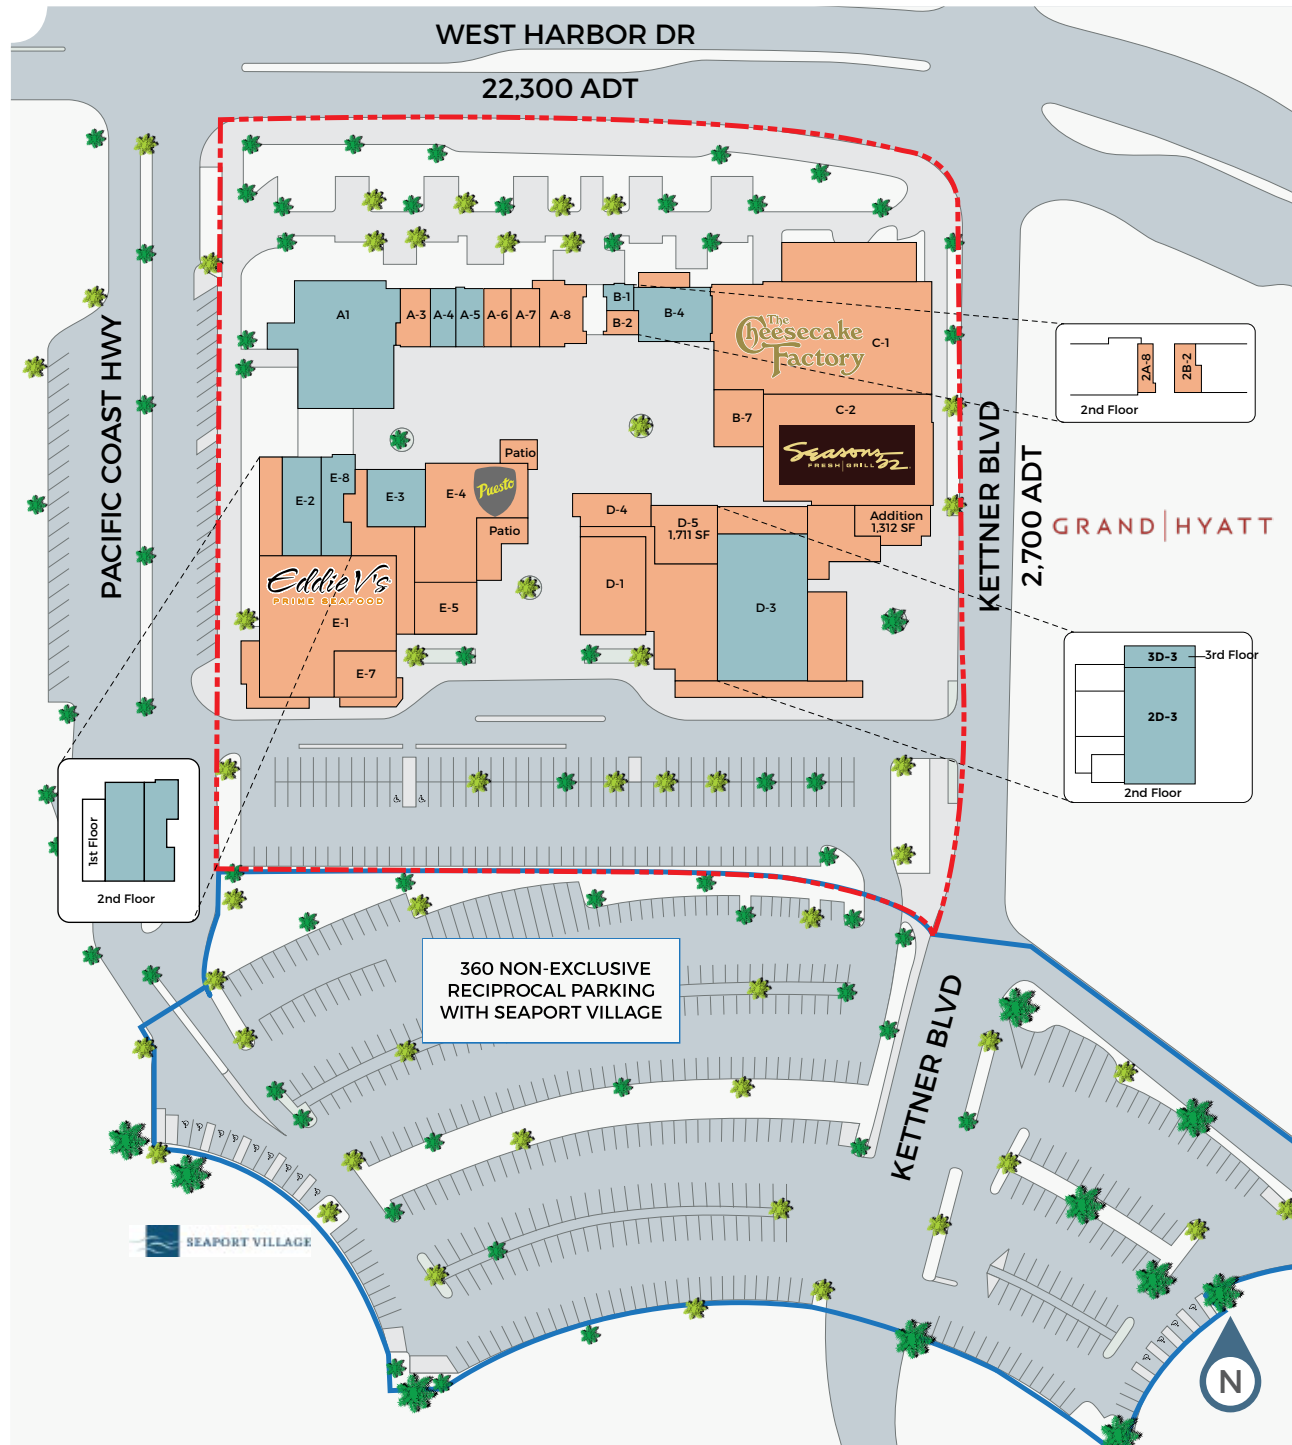 WEST HARBOR DR
22,300 ADT
PACIFIC COAST HWY
KETTNER BLVD
2,700 ADT
GRAND HYATT
A1
A-3
A-4
A-5
A-6
A-7
A-8
B-1
B-2
B-4
The
Cheesecake
Factory
C-1
B-7
C-2
Seasons 52
FRESH GRILL
2A-8
2B-2
2nd Floor
Patio
E-8
E-2
E-3
E-4
Puesto
Patio
D-4
D-5
1,711 SF
Addition
1,312 SF
Eddie V's
PRIME SEAFOOD
E-1
E-5
E-7
D-1
D-3
3D-3
3rd Floor
2D-3
2nd Floor
1st Floor
2nd Floor
360 NON-EXCLUSIVE
RECIPROCAL PARKING
WITH SEAPORT VILLAGE
KETTNER BLVD
SEAPORT VILLAGE
N